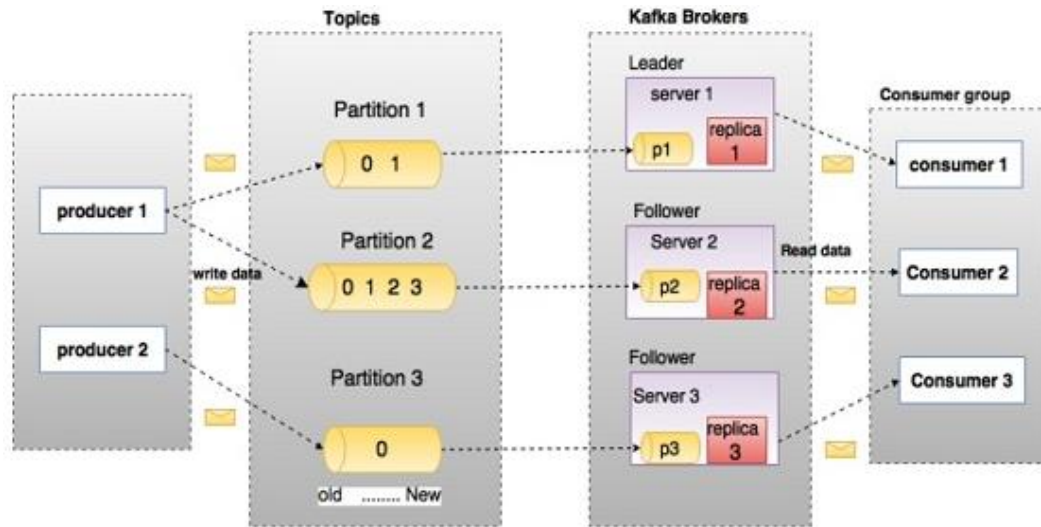 Topics
Kafka Brokers
Consumer group
producer 1
write data
producer 2
Partition 1
0 1
Partition 2
0 1 2 3
Partition 3
0
old ........ New
Leader
server 1
p1
replica
1
Follower
Server 2
p2
replica
2
Follower
Server 3
p3
replica
3
Read data
consumer 1
Consumer 2
Consumer 3